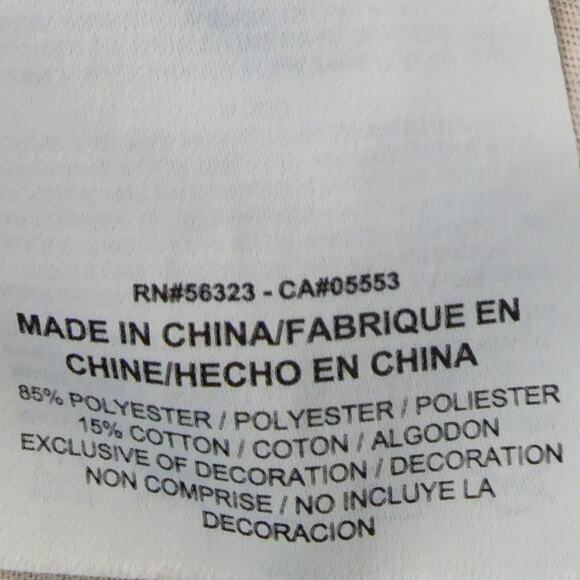 RN#56323 - CA#05553
MADE IN CHINA/FABRIQUE EN
CHINE/HECHO EN CHINA
85% POLYESTER / POLYESTER / POLIESTER
15% COTTON / COTON / ALGODON
EXCLUSIVE OF DECORATION / DECORATION
NON COMPRISE / NO INCLUYE LA
DECORACION